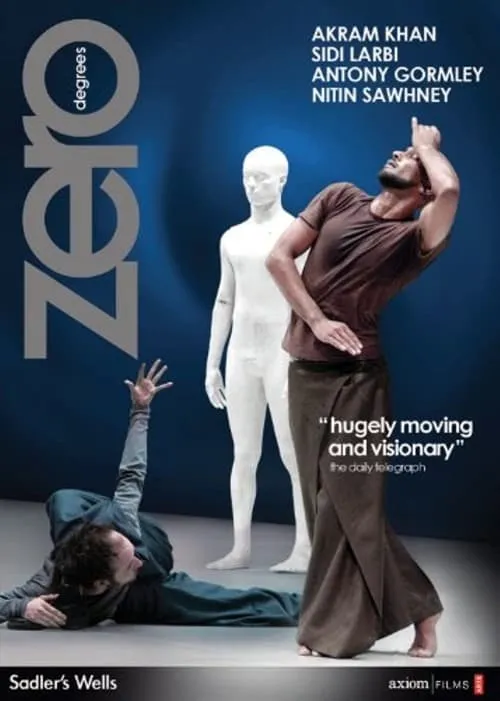 zero
degrees
AKRAM KHAN
SIDI LARBI
ANTONY GORMLEY
NITIN SAWHNEY
“hugely moving
and visionary”
the daily telegraph
Sadler's Wells
axiom | FILMS
ARTS